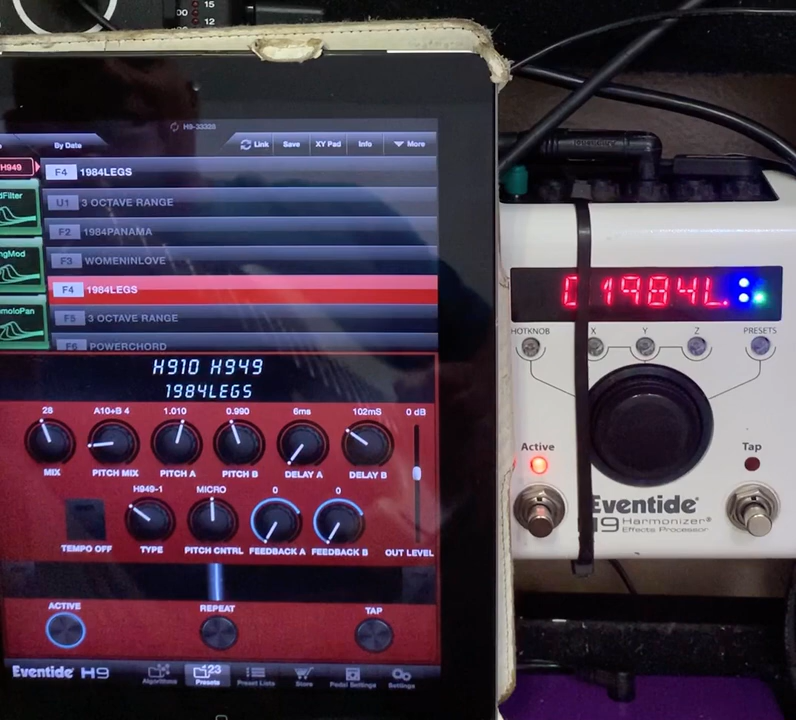 15
12
H9-33328
By Date
Link
Save
XY Pad
Info
More
H949
F4 1984LEGS
U1 3 OCTAVE RANGE
F2 1984PANAMA
F3 WOMENINLOVE
F4 1984LEGS
F5 3 OCTAVE RANGE
F6 POWERCHORD
H910 H949
1984LEGS
28 A10+B 4 1.010 0.990 6ms 102mS 0 dB
MIX PITCH MIX PITCH A PITCH B DELAY A DELAY B
H949-1 MICRO 0 0
TEMPO OFF TYPE PITCH CNTRL FEEDBACK A FEEDBACK B OUT LEVEL
ACTIVE REPEAT TAP
Eventide H9
Algorithms Presets Preset Lists Store Pedal Settings Settings
123
1984L
HOTKNOB X Y Z PRESETS
Active Tap
Eventide®
H9 Harmonizer®
Effects Processor